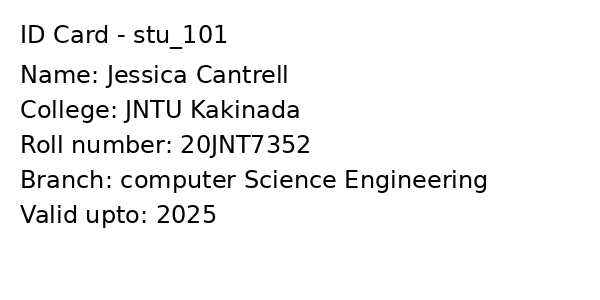 ID Card - stu_101
Name: Jessica Cantrell
College: JNTU Kakinada
Roll number: 20JNT7352
Branch: computer Science Engineering
Valid upto: 2025